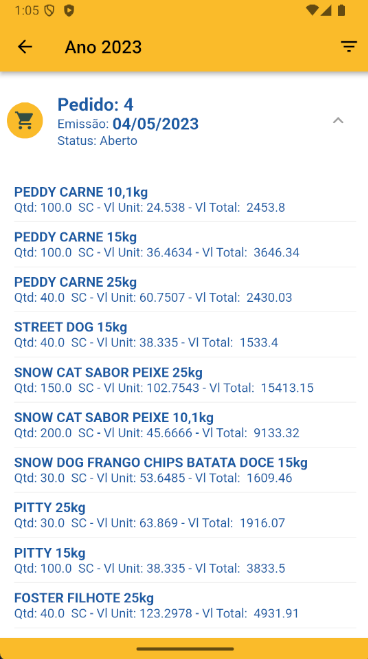 1:05
Ano 2023
Pedido: 4
Emissão: 04/05/2023
Status: Aberto
PEDDY CARNE 10,1kg
Qtd: 100.0 SC - Vl Unit: 24.538 - Vl Total: 2453.8
PEDDY CARNE 15kg
Qtd: 100.0 SC - Vl Unit: 36.4634 - Vl Total: 3646.34
PEDDY CARNE 25kg
Qtd: 40.0 SC - Vl Unit: 60.7507 - Vl Total: 2430.03
STREET DOG 15kg
Qtd: 40.0 SC - Vl Unit: 38.335 - Vl Total: 1533.4
SNOW CAT SABOR PEIXE 25kg
Qtd: 150.0 SC - Vl Unit: 102.7543 - Vl Total: 15413.15
SNOW CAT SABOR PEIXE 10,1kg
Qtd: 200.0 SC - Vl Unit: 45.6666 - Vl Total: 9133.32
SNOW DOG FRANGO CHIPS BATATA DOCE 15kg
Qtd: 30.0 SC - Vl Unit: 53.6485 - Vl Total: 1609.46
PITTY 25kg
Qtd: 30.0 SC - Vl Unit: 63.869 - Vl Total: 1916.07
PITTY 15kg
Qtd: 100.0 SC - Vl Unit: 38.335 - Vl Total: 3833.5
FOSTER FILHOTE 25kg
Qtd: 40.0 SC - Vl Unit: 123.2978 - Vl Total: 4931.91